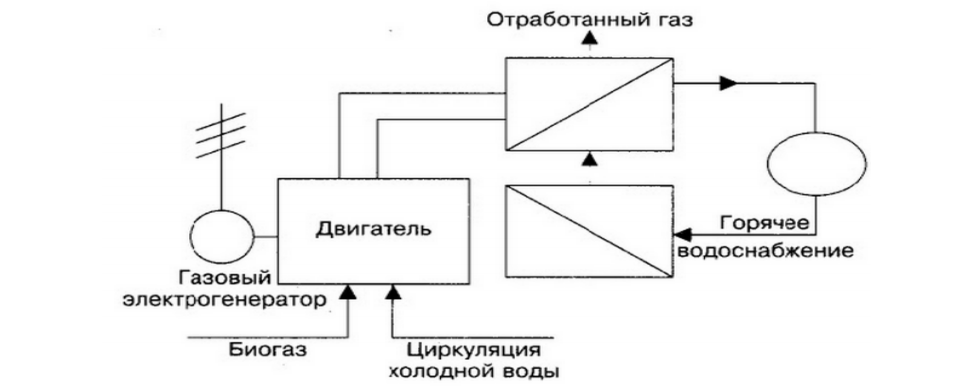 Отработанный газ
Двигатель
Горячее
водоснабжение
Газовый
электрогенератор
Биогаз
Циркуляция
холодной воды